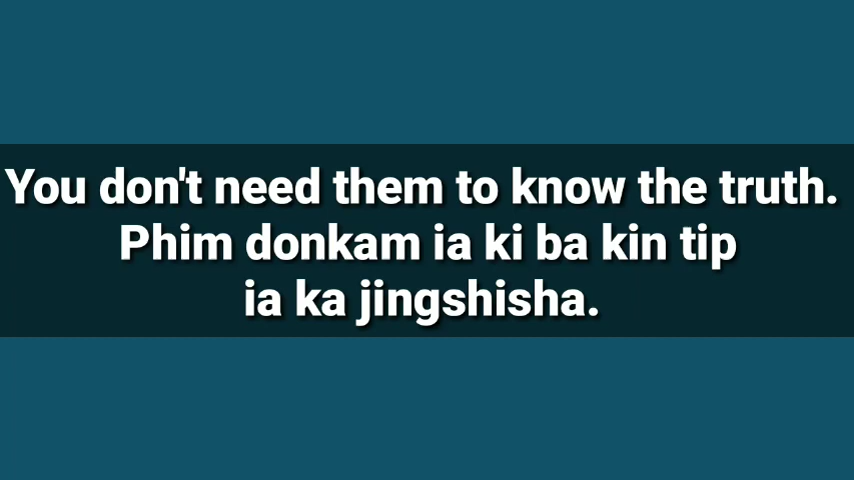 You don't need them to know the truth.
Phim donkam ia ki ba kin tip
ia ka jingshisha.